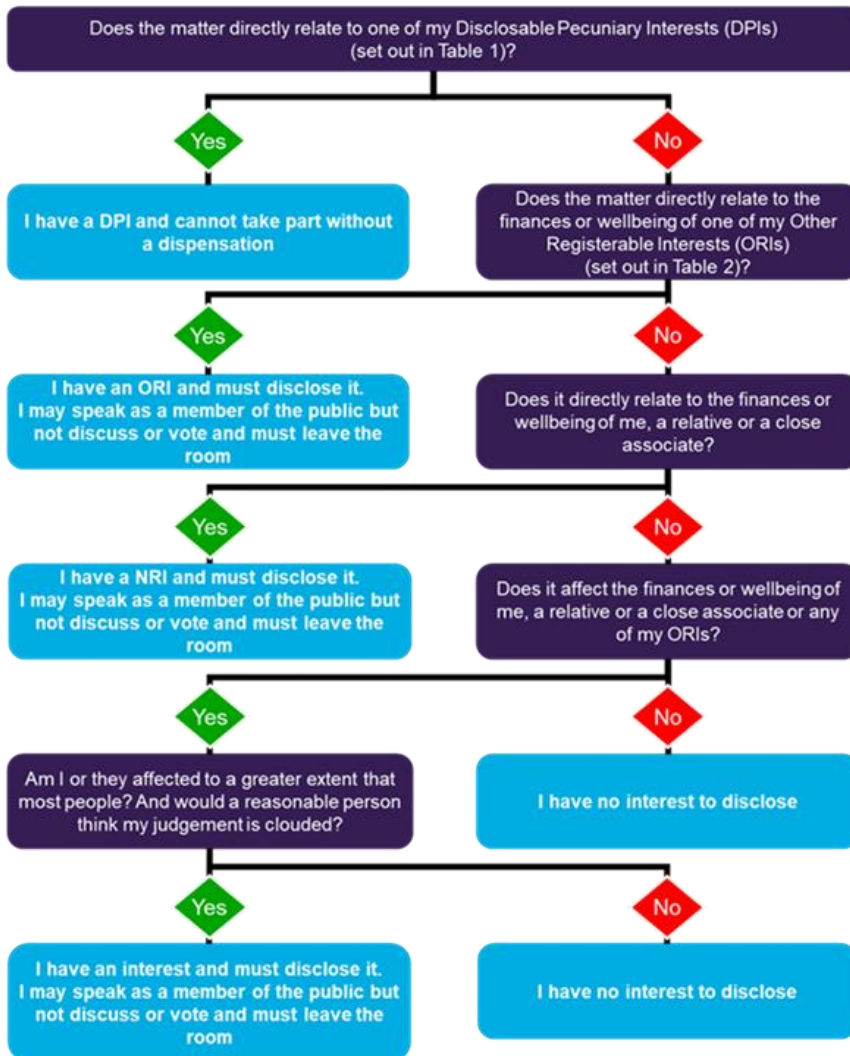 Does the matter directly relate to one of my Disclosable Pecuniary Interests (DPIs)
(set out in Table 1)?
Yes
No
I have a DPI and cannot take part without
a dispensation
Does the matter directly relate to the
finances or wellbeing of one of my Other
Registerable Interests (ORIs)
(set out in Table 2)?
Yes
No
I have an ORI and must disclose it.
I may speak as a member of the public but
not discuss or vote and must leave the
room
Does it directly relate to the finances or
wellbeing of me, a relative or a close
associate?
Yes
No
I have a NRI and must disclose it.
I may speak as a member of the public but
not discuss or vote and must leave the
room
Does it affect the finances or wellbeing of
me, a relative or a close associate or any
of my ORIs?
Yes
No
Am I or they affected to a greater extent that
most people? And would a reasonable person
think my judgement is clouded?
I have no interest to disclose
Yes
No
I have an interest and must disclose it.
I may speak as a member of the public but
not discuss or vote and must leave the
room
I have no interest to disclose